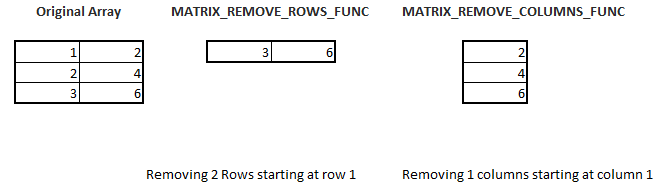 Original Array MATRIX_REMOVE_ROWS_FUNC MATRIX_REMOVE_COLUMNS_FUNC
1 2 3 6 2
2 4 4
3 6 6
Removing 2 Rows starting at row 1 Removing 1 columns starting at column 1